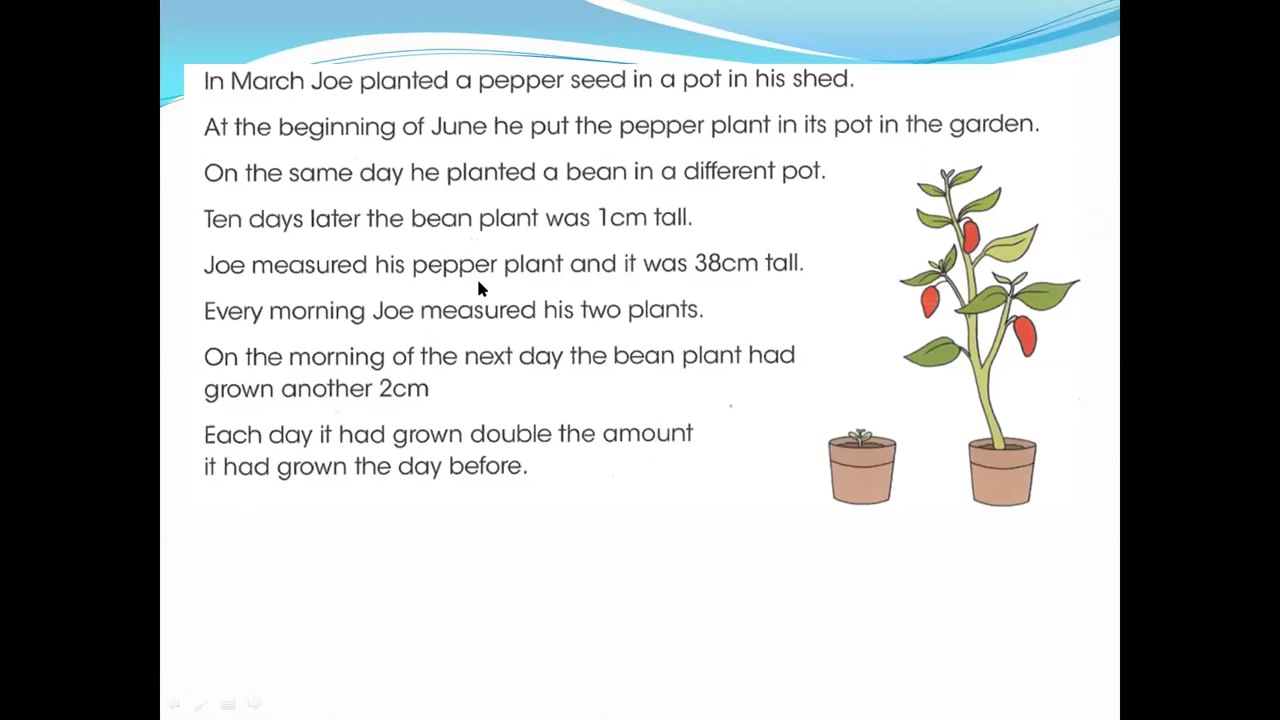 In March Joe planted a pepper seed in a pot in his shed.
At the beginning of June he put the pepper plant in its pot in the garden.
On the same day he planted a bean in a different pot.
Ten days later the bean plant was 1cm tall.
Joe measured his pepper plant and it was 38cm tall.
Every morning Joe measured his two plants.
On the morning of the next day the bean plant had
grown another 2cm
Each day it had grown double the amount
it had grown the day before.